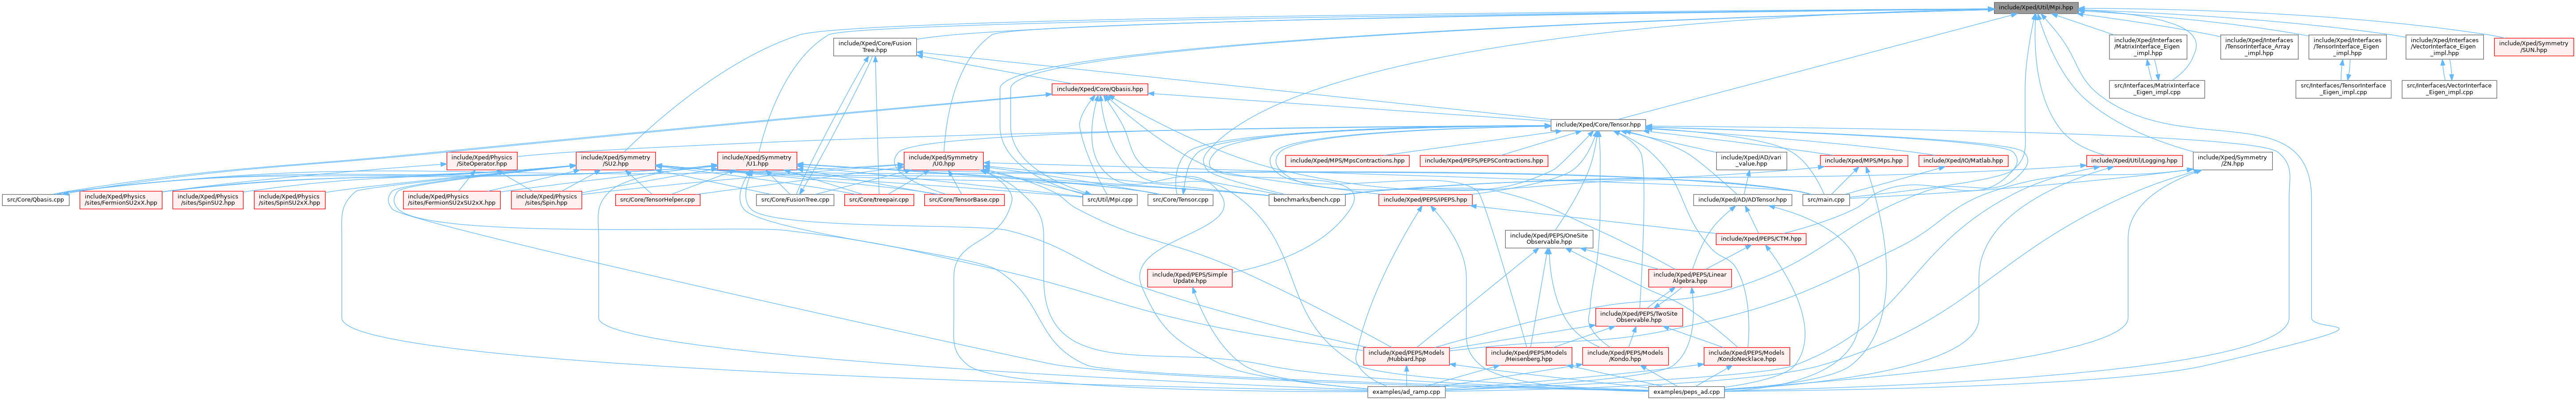 include/Xped/Util/Mpi.hpp
include/Xped/Core/Fusion
Tree.hpp
include/Xped/Interfaces
/MatrixInterface_Eigen
_impl.hpp
include/Xped/Interfaces
/TensorInterface_Array
_impl.hpp
include/Xped/Interfaces
/TensorInterface_Eigen
_impl.hpp
include/Xped/Interfaces
/VectorInterface_Eigen
_impl.hpp
include/Xped/Symmetry
/SUN.hpp
include/Xped/Core/Qbasis.hpp
src/Interfaces/MatrixInterface
_Eigen_impl.cpp
src/Interfaces/TensorInterface
_Eigen_impl.cpp
src/Interfaces/VectorInterface
_Eigen_impl.cpp
include/Xped/Core/Tensor.hpp
include/Xped/Physics
/SiteOperator.hpp
include/Xped/Symmetry
/SU2.hpp
include/Xped/Symmetry
/U1.hpp
include/Xped/Symmetry
/U0.hpp
include/Xped/MPS/MpsContractions.hpp
include/Xped/PEPS/PEPSContractions.hpp
include/Xped/AD/vari
_value.hpp
include/Xped/MPS/Mps.hpp
include/Xped/IO/Matlab.hpp
include/Xped/Util/Logging.hpp
include/Xped/Symmetry
/ZN.hpp
src/Core/Qbasis.cpp
include/Xped/Physics
/sites/FermionSU2xX.hpp
include/Xped/Physics
/sites/SpinSU2.hpp
include/Xped/Physics
/sites/SpinSU2xX.hpp
include/Xped/Physics
/sites/FermionSU2xSU2xX.hpp
include/Xped/Physics
/sites/Spin.hpp
src/Core/TensorHelper.cpp
src/Core/FusionTree.cpp
src/Core/treepair.cpp
src/Core/TensorBase.cpp
src/Util/Mpi.cpp
src/Core/Tensor.cpp
benchmarks/bench.cpp
include/Xped/PEPS/iPEPS.hpp
include/Xped/AD/ADTensor.hpp
src/main.cpp
include/Xped/PEPS/OneSite
Observable.hpp
include/Xped/PEPS/CTM.hpp
include/Xped/PEPS/Simple
Update.hpp
include/Xped/PEPS/Linear
Algebra.hpp
include/Xped/PEPS/TwoSite
Observable.hpp
include/Xped/PEPS/Models
/Hubbard.hpp
include/Xped/PEPS/Models
/Heisenberg.hpp
include/Xped/PEPS/Models
/Kondo.hpp
include/Xped/PEPS/Models
/KondoNecklace.hpp
examples/ad_ramp.cpp
examples/peps_ad.cpp